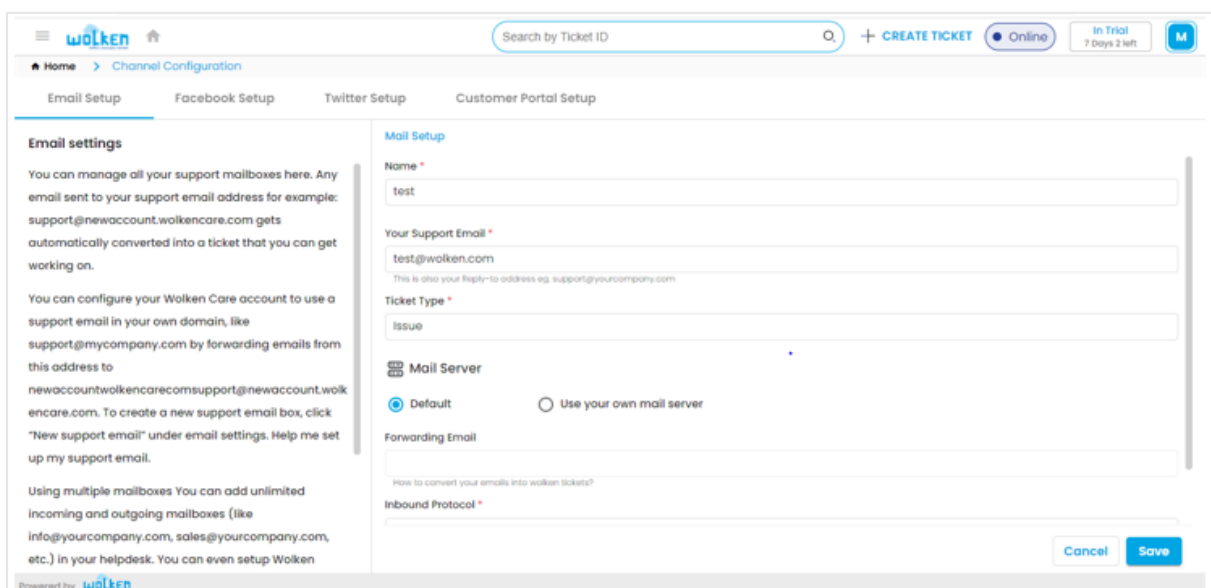 wolken
Search by Ticket ID
+ CREATE TICKET
Online
In Trial
7 Days 2 left
M
Home > Channel Configuration
Email Setup
Facebook Setup
Twitter Setup
Customer Portal Setup
Email settings
You can manage all your support mailboxes here. Any
email sent to your support email address for example:
support@newaccount.wolkencare.com gets
automatically converted into a ticket that you can get
working on.
You can configure your Wolken Care account to use a
support email in your own domain, like
support@mycompany.com by forwarding emails from
this address to
newaccountwolkencarecomsupport@newaccount.wolk
encare.com. To create a new support email box, click
"New support email" under email settings. Help me set
up my support email.
Using multiple mailboxes You can add unlimited
incoming and outgoing mailboxes (like
info@yourcompany.com, sales@yourcompany.com,
etc.) in your helpdesk. You can even setup Wolken
Mail Setup
Name *
test
Your Support Email *
test@wolken.com
This is also your Reply-to address eg, support@yourcompany.com
Ticket Type *
Issue
Mail Server
Default
Use your own mail server
Forwarding Email
How to convert your emails into wolken tickets?
Inbound Protocol *
Cancel
Save
Powered by wolken